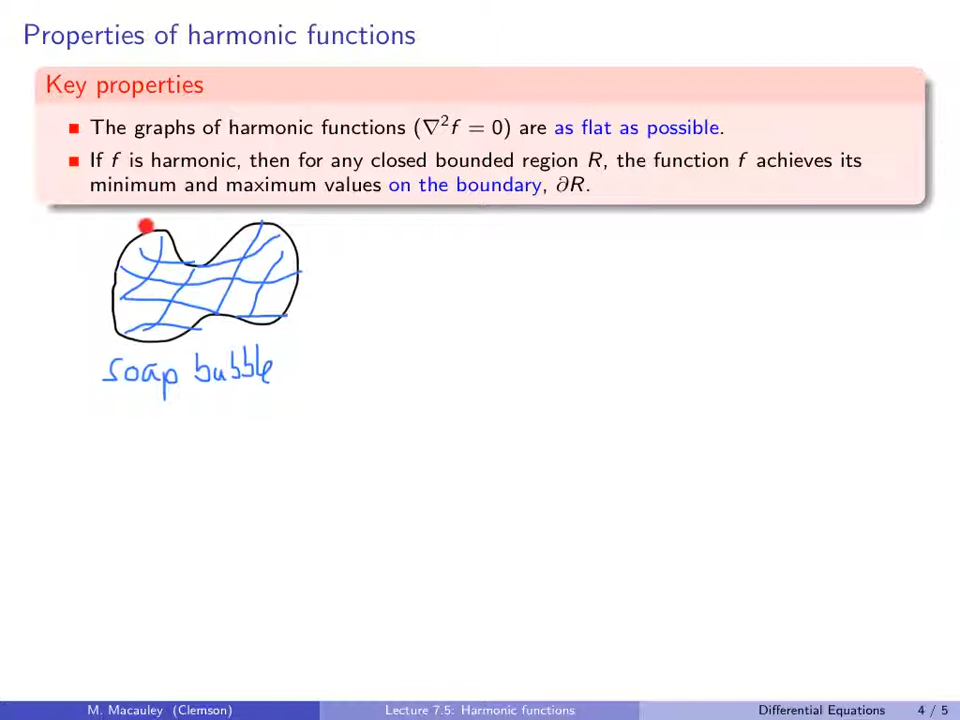 Properties of harmonic functions
Key properties
The graphs of harmonic functions (∇²f = 0) are as flat as possible.
If f is harmonic, then for any closed bounded region R, the function f achieves its
minimum and maximum values on the boundary, ∂R.
soap bubble
M. Macauley (Clemson) Lecture 7.5: Harmonic functions Differential Equations 4 / 5